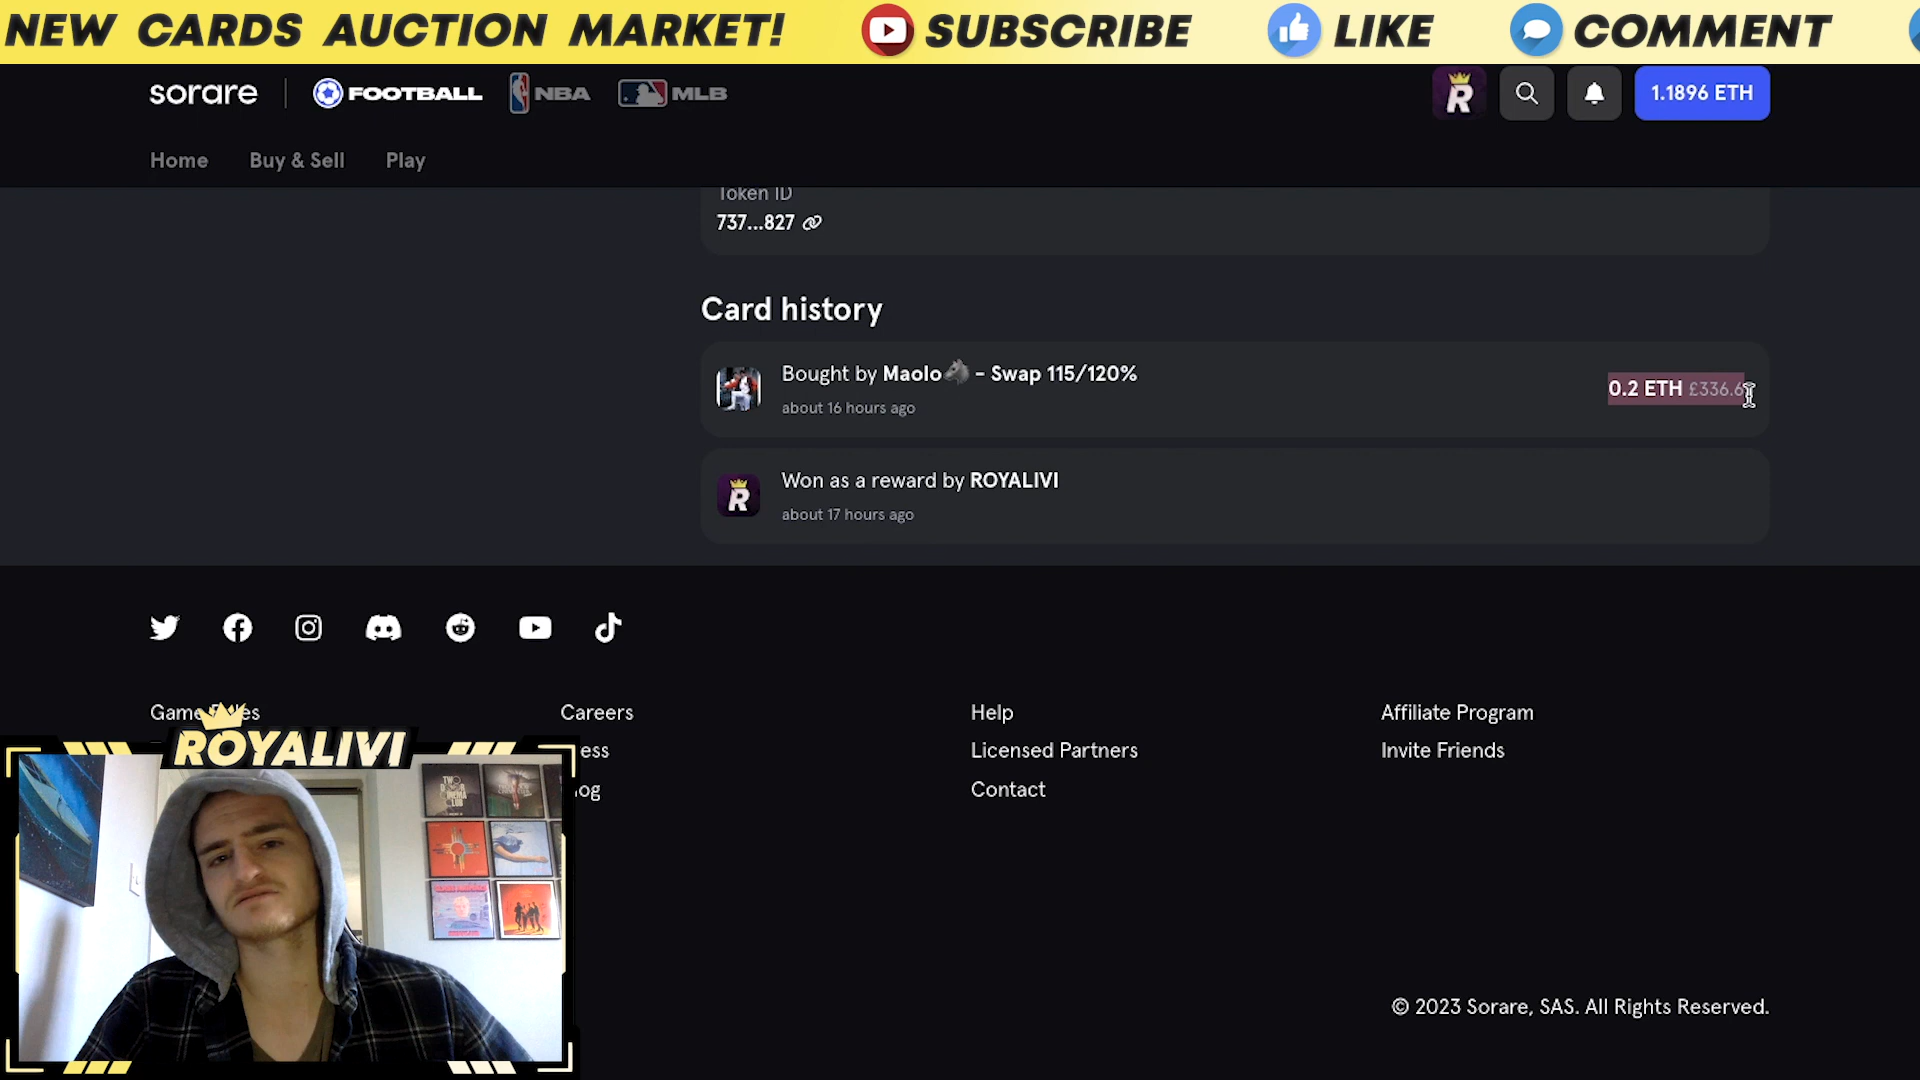 NEW CARDS AUCTION MARKET! SUBSCRIBE LIKE COMMENT
sorare FOOTBALL NBA MLB R 1.1896 ETH
Home Buy & Sell Play
Token ID
737...827
Card history
Bought by Maolo - Swap 115/120%
about 16 hours ago
0.2 ETH £336.6
R
Won as a reward by ROYALIVI
about 17 hours ago
Careers Help Affiliate Program
Licensed Partners Invite Friends
Contact
ROYALIVI
© 2023 Sorare, SAS. All Rights Reserved.